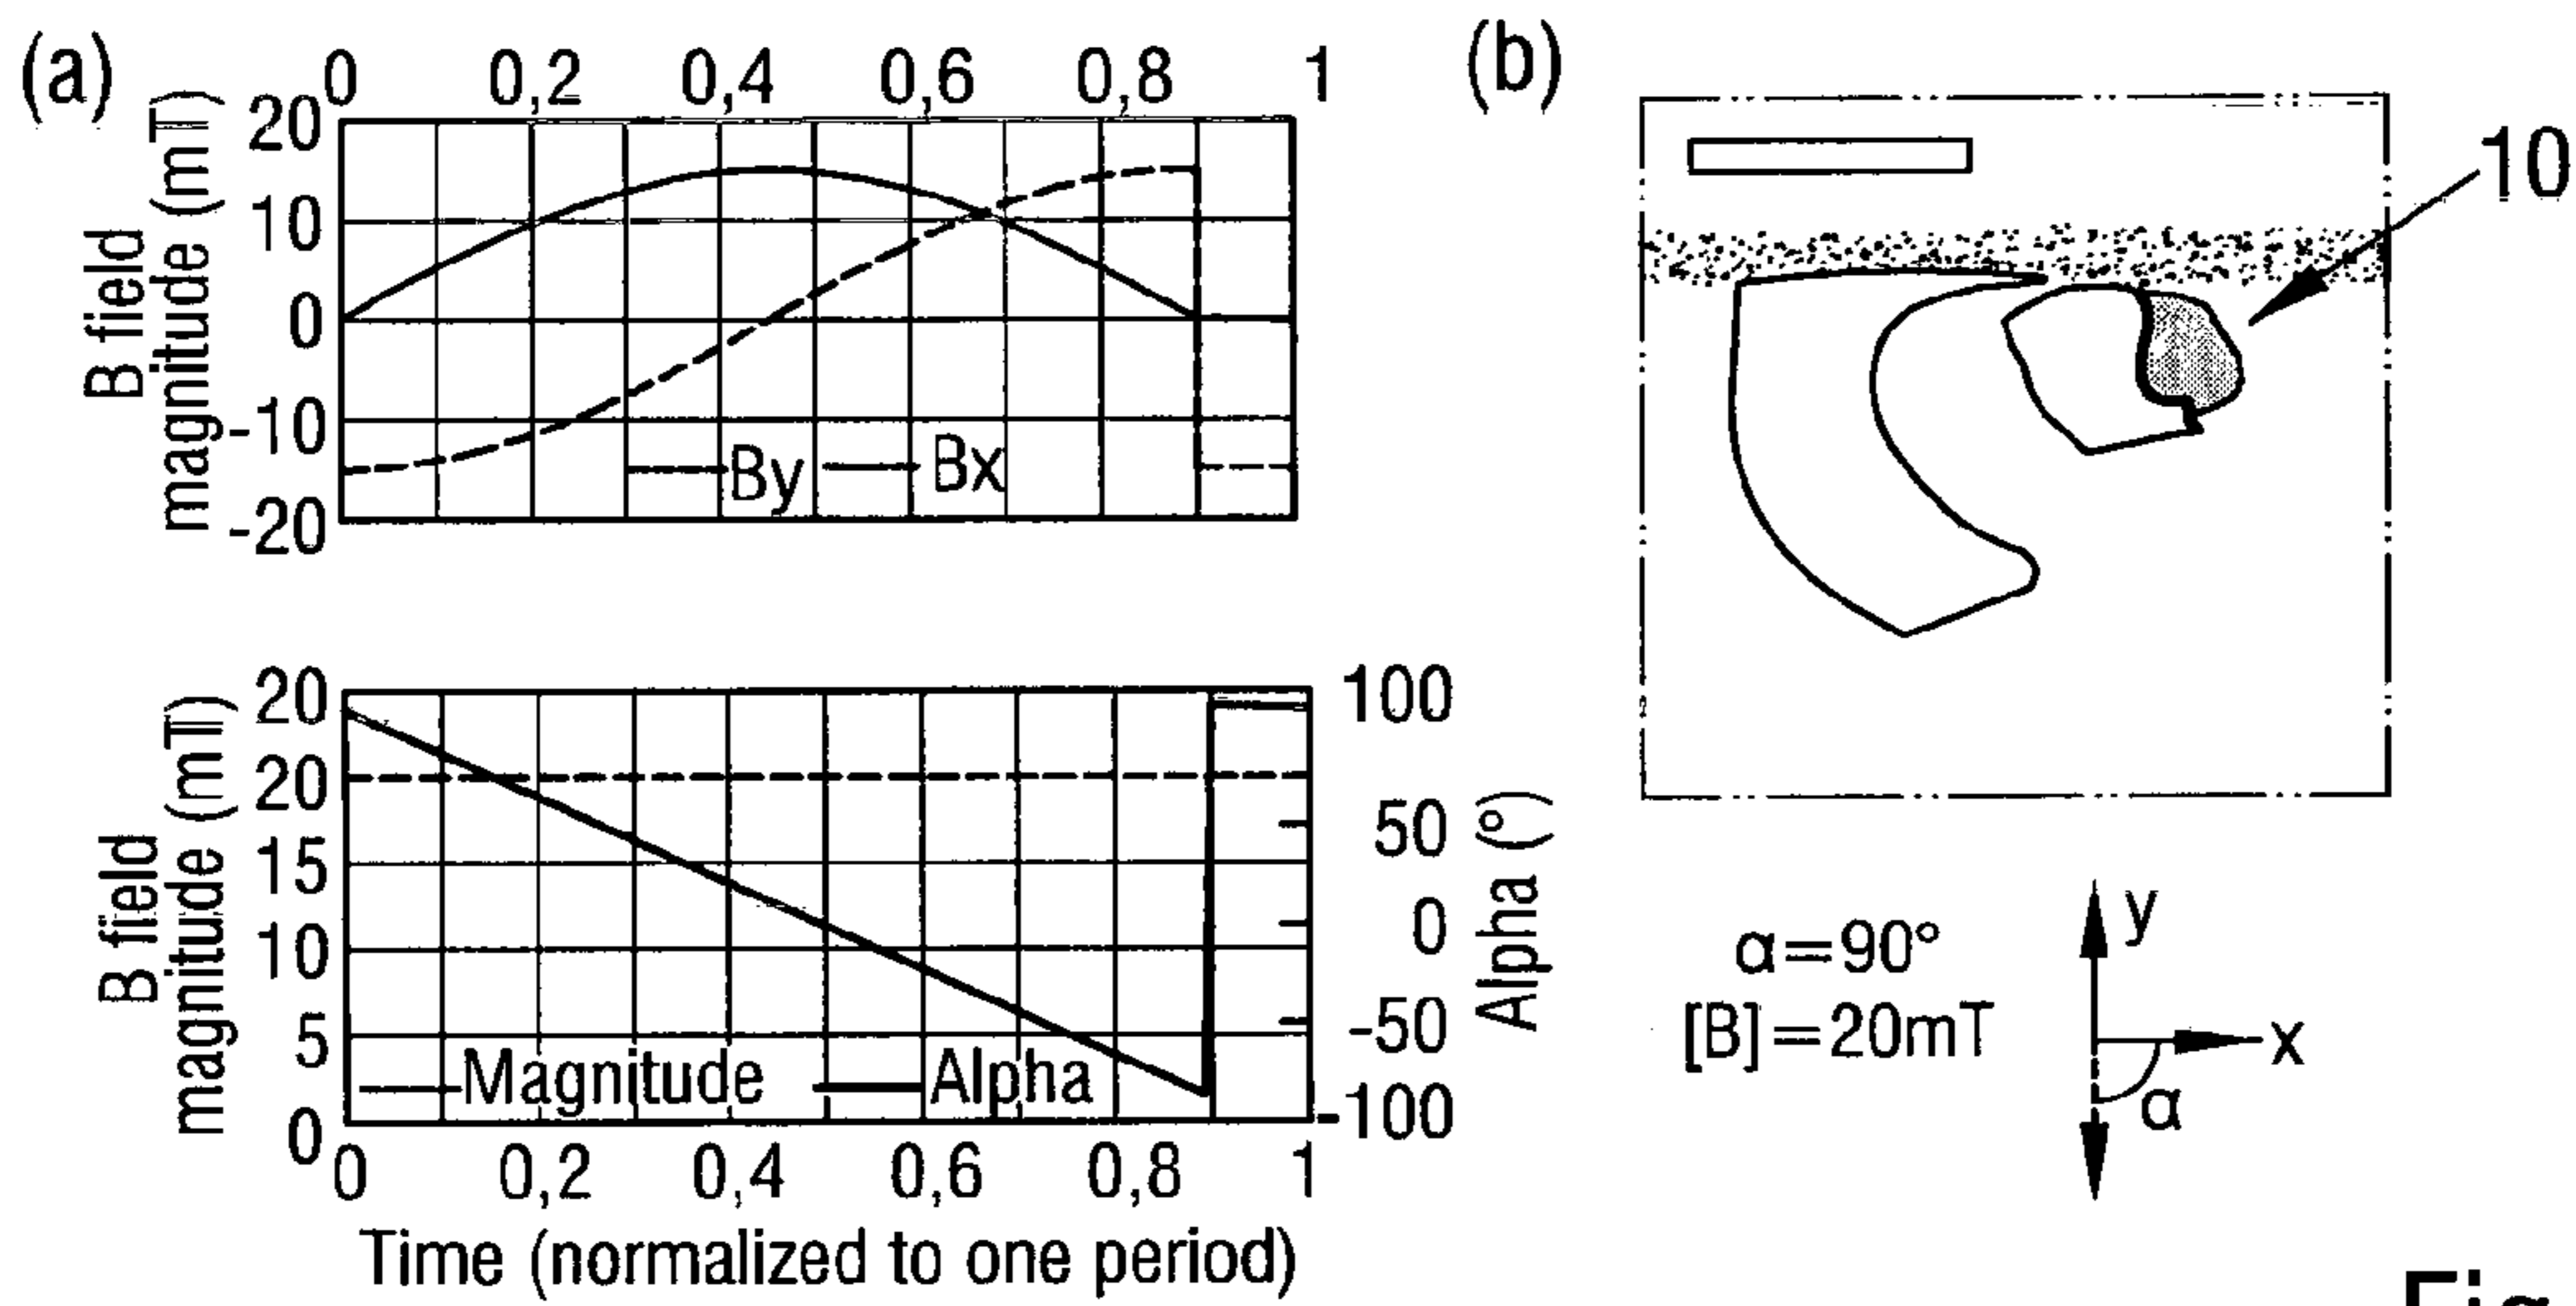 (a)
0 0,2 0,4 0,6 0,8 1
20
10
0
-10
-20
B field
magnitude (mT)
By Bx
20
20
15
10
5
0
B field
magnitude (mT)
100
50
0
-50
-100
Alpha (°)
Magnitude Alpha
0 0,2 0,4 0,6 0,8 1
Time (normalized to one period)
(b)
10
α=90°
[B]=20mT
y
x
α